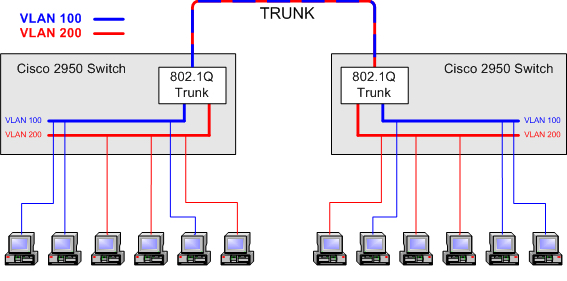 VLAN 100
VLAN 200
TRUNK
Cisco 2950 Switch
802.1Q
Trunk
VLAN 100
VLAN 200
802.1Q
Trunk
Cisco 2950 Switch
VLAN 100
VLAN 200